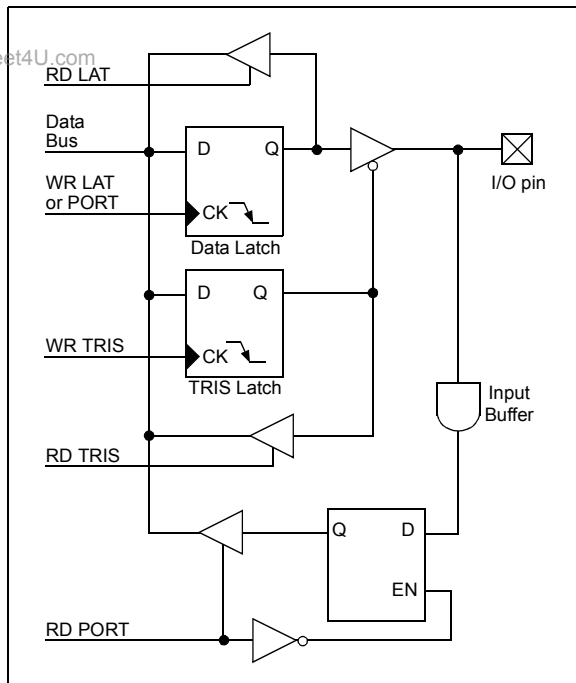 eet4U.com
RD LAT
Data
Bus
D
Q
WR LAT
or PORT
CK
I/O pin
Data Latch
D
Q
WR TRIS
CK
TRIS Latch
Input
Buffer
RD TRIS
Q
D
EN
RD PORT